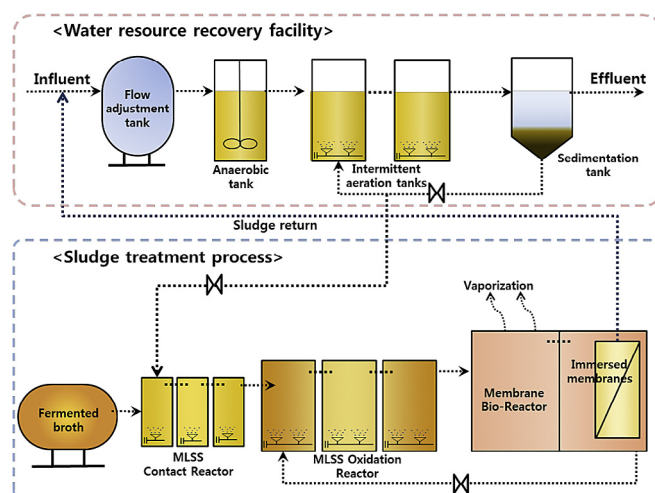 <Water resource recovery facility>
Influent
Flow
adjustment
tank
Anaerobic
tank
Intermittent
aeration tanks
Effluent
Sedimentation
tank
Sludge return
<Sludge treatment process>
Vaporization
Fermented
broth
MLSS
Contact Reactor
MLSS Oxidation
Reactor
Membrane
Bio-Reactor
Immersed
membranes